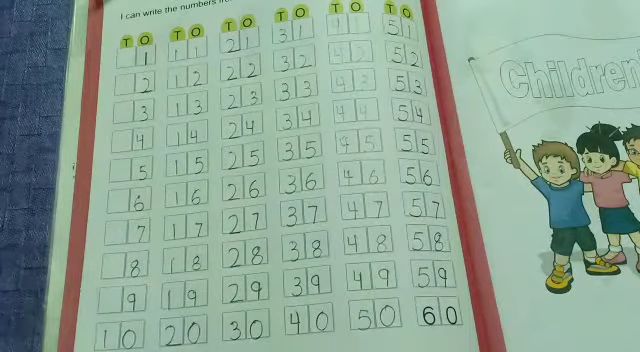 I can write the numbers
T O T O T O T O T O T O
1 11 21 31 41 51
2 12 22 32 42 52
3 13 23 33 43 53
4 14 24 34 44 54
5 15 25 35 45 55
6 16 26 36 46 56
7 17 27 37 47 57
8 18 28 38 48 58
9 19 29 39 49 59
10 20 30 40 50 60
Children